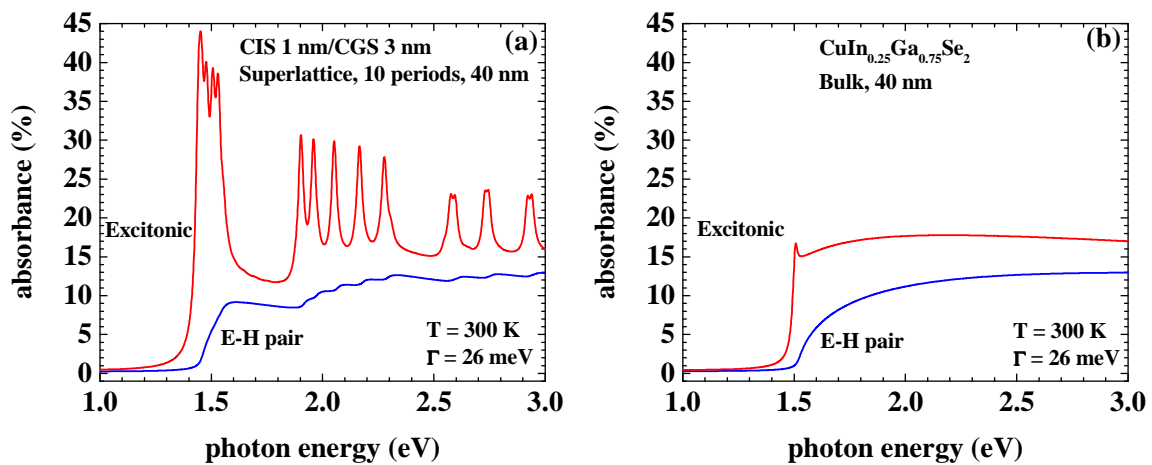 absorbance (%)
45
40
35
30
25
20
15
10
5
0
CIS 1 nm/CGS 3 nm
(a)
Superlattice, 10 periods, 40 nm
Excitonic
E-H pair
T = 300 K
Γ = 26 meV
1.0 1.5 2.0 2.5 3.0
photon energy (eV)
absorbance (%)
45
40
35
30
25
20
15
10
5
0
CuIn0.25Ga0.75Se2
(b)
Bulk, 40 nm
Excitonic
E-H pair
T = 300 K
Γ = 26 meV
1.0 1.5 2.0 2.5 3.0
photon energy (eV)